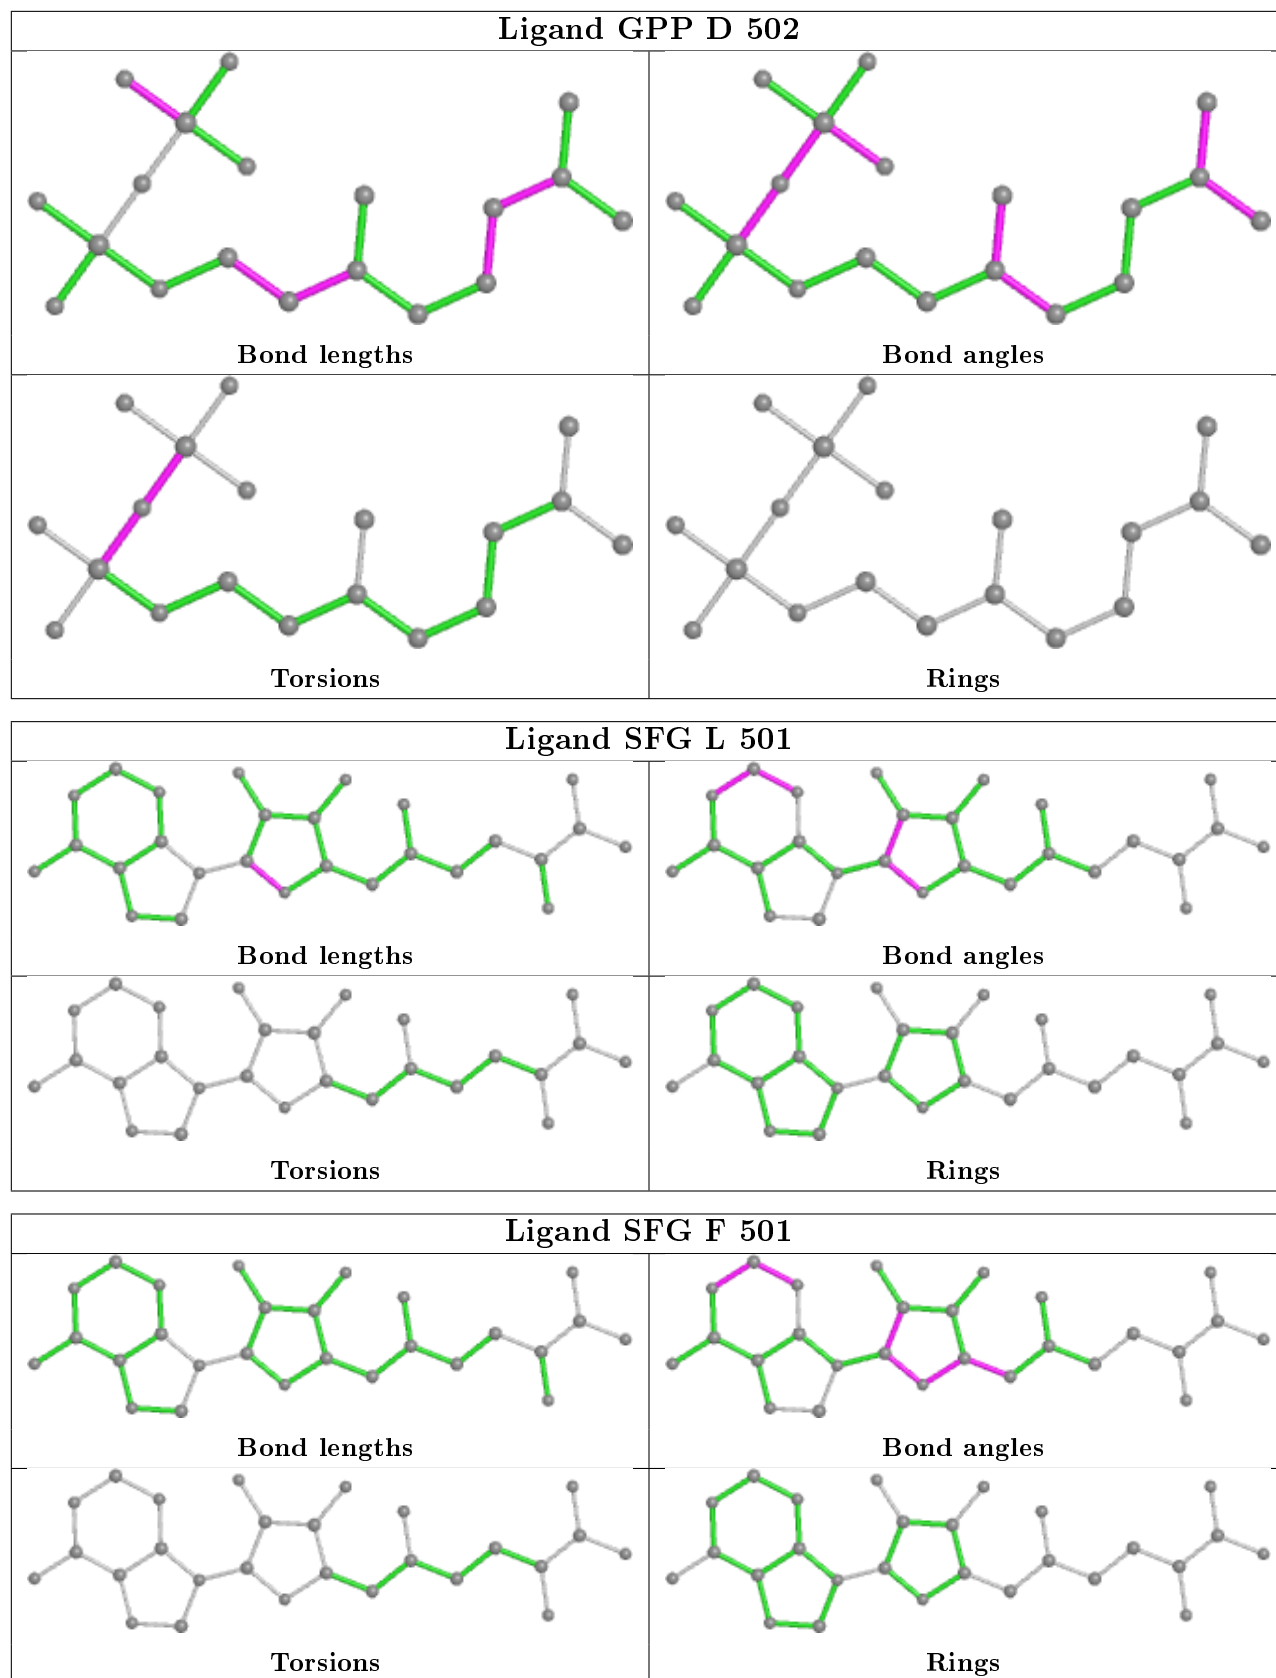 Ligand GPP D 502
Bond lengths
Bond angles
Torsions
Rings
Ligand SFG L 501
Bond lengths
Bond angles
Torsions
Rings
Ligand SFG F 501
Bond lengths
Bond angles
Torsions
Rings